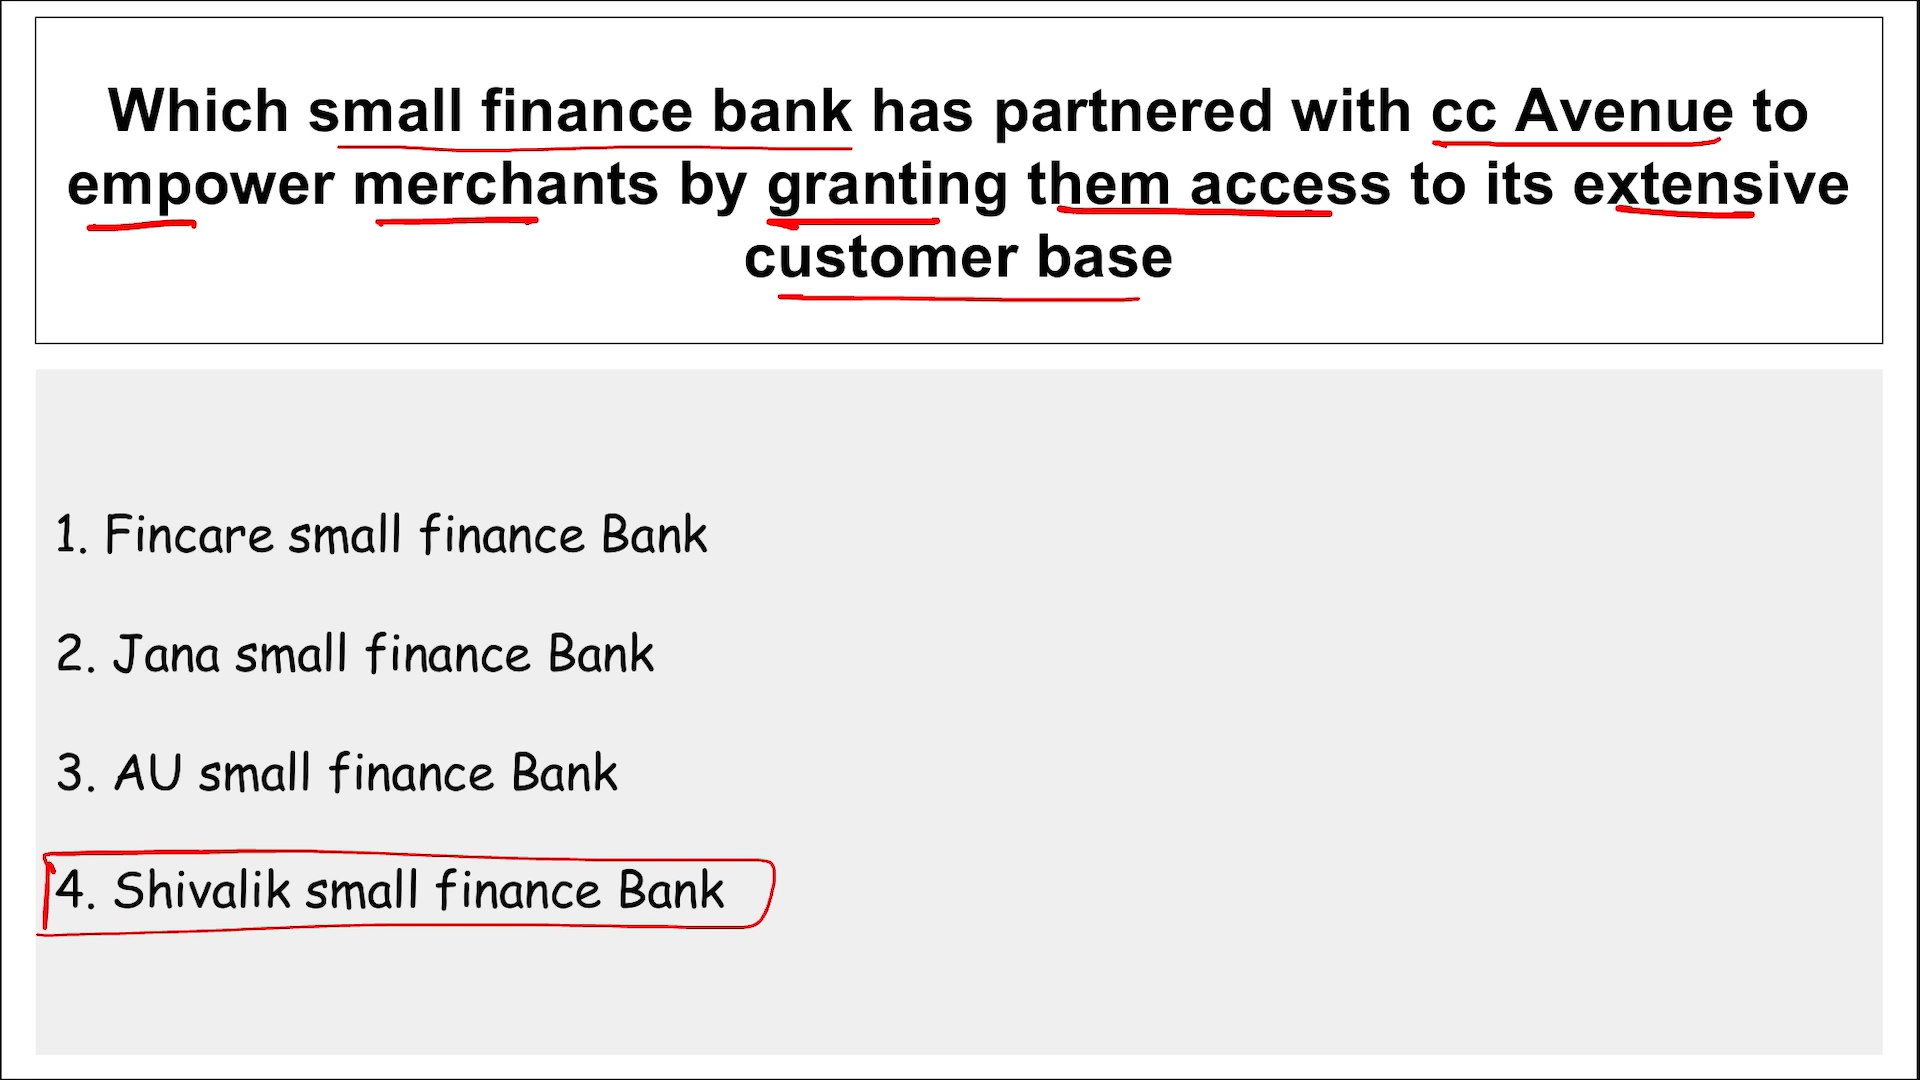 Which small finance bank has partnered with cc Avenue to
empower merchants by granting them access to its extensive
customer base
1. Fincare small finance Bank
2. Jana small finance Bank
3. AU small finance Bank
4. Shivalik small finance Bank